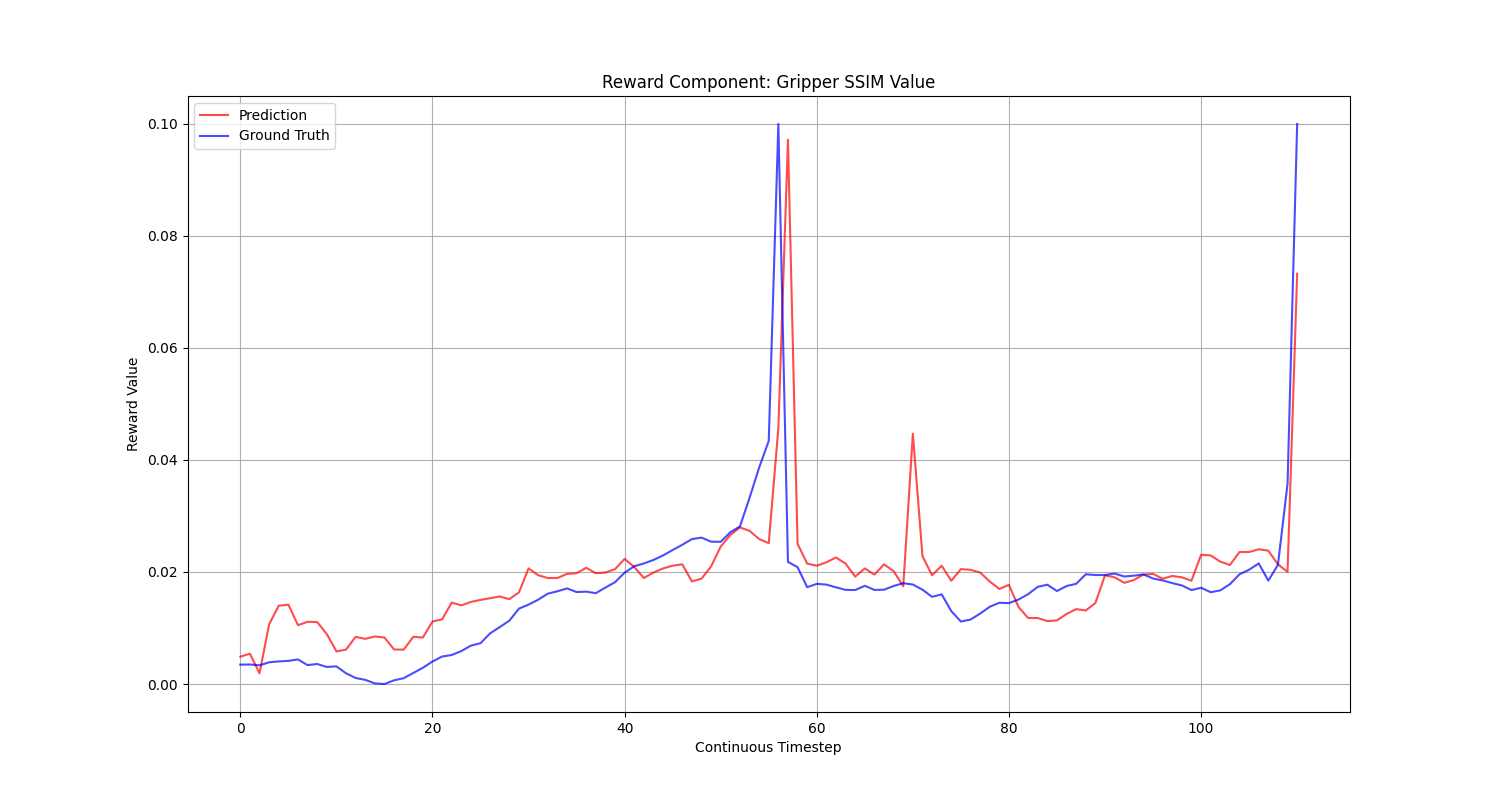 Reward Component: Gripper SSIM Value
Prediction
Ground Truth
0.10
0.08
0.06
0.04
0.02
0.00
Reward Value
0 20 40 60 80 100
Continuous Timestep